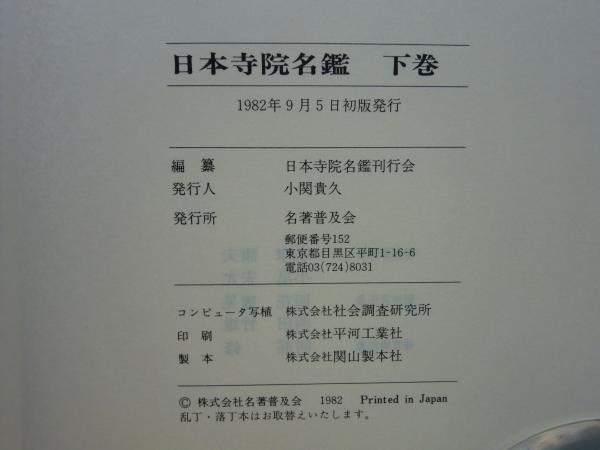 日本寺院名鑑　下巻
1982年9月5日初版発行
編　纂　　日本寺院名鑑刊行会
発行人　　小関貴久
発行所　　名著普及会
郵便番号152
東京都目黒区平町1-16-6
電話03(724)8031
コンピュータ写植　株式会社社会調査研究所
印　刷　　株式会社平河工業社
製　本　　株式会社関山製本社
© 株式会社名著普及会　1982　Printed in Japan
乱丁・落丁本はお取替えいたします。